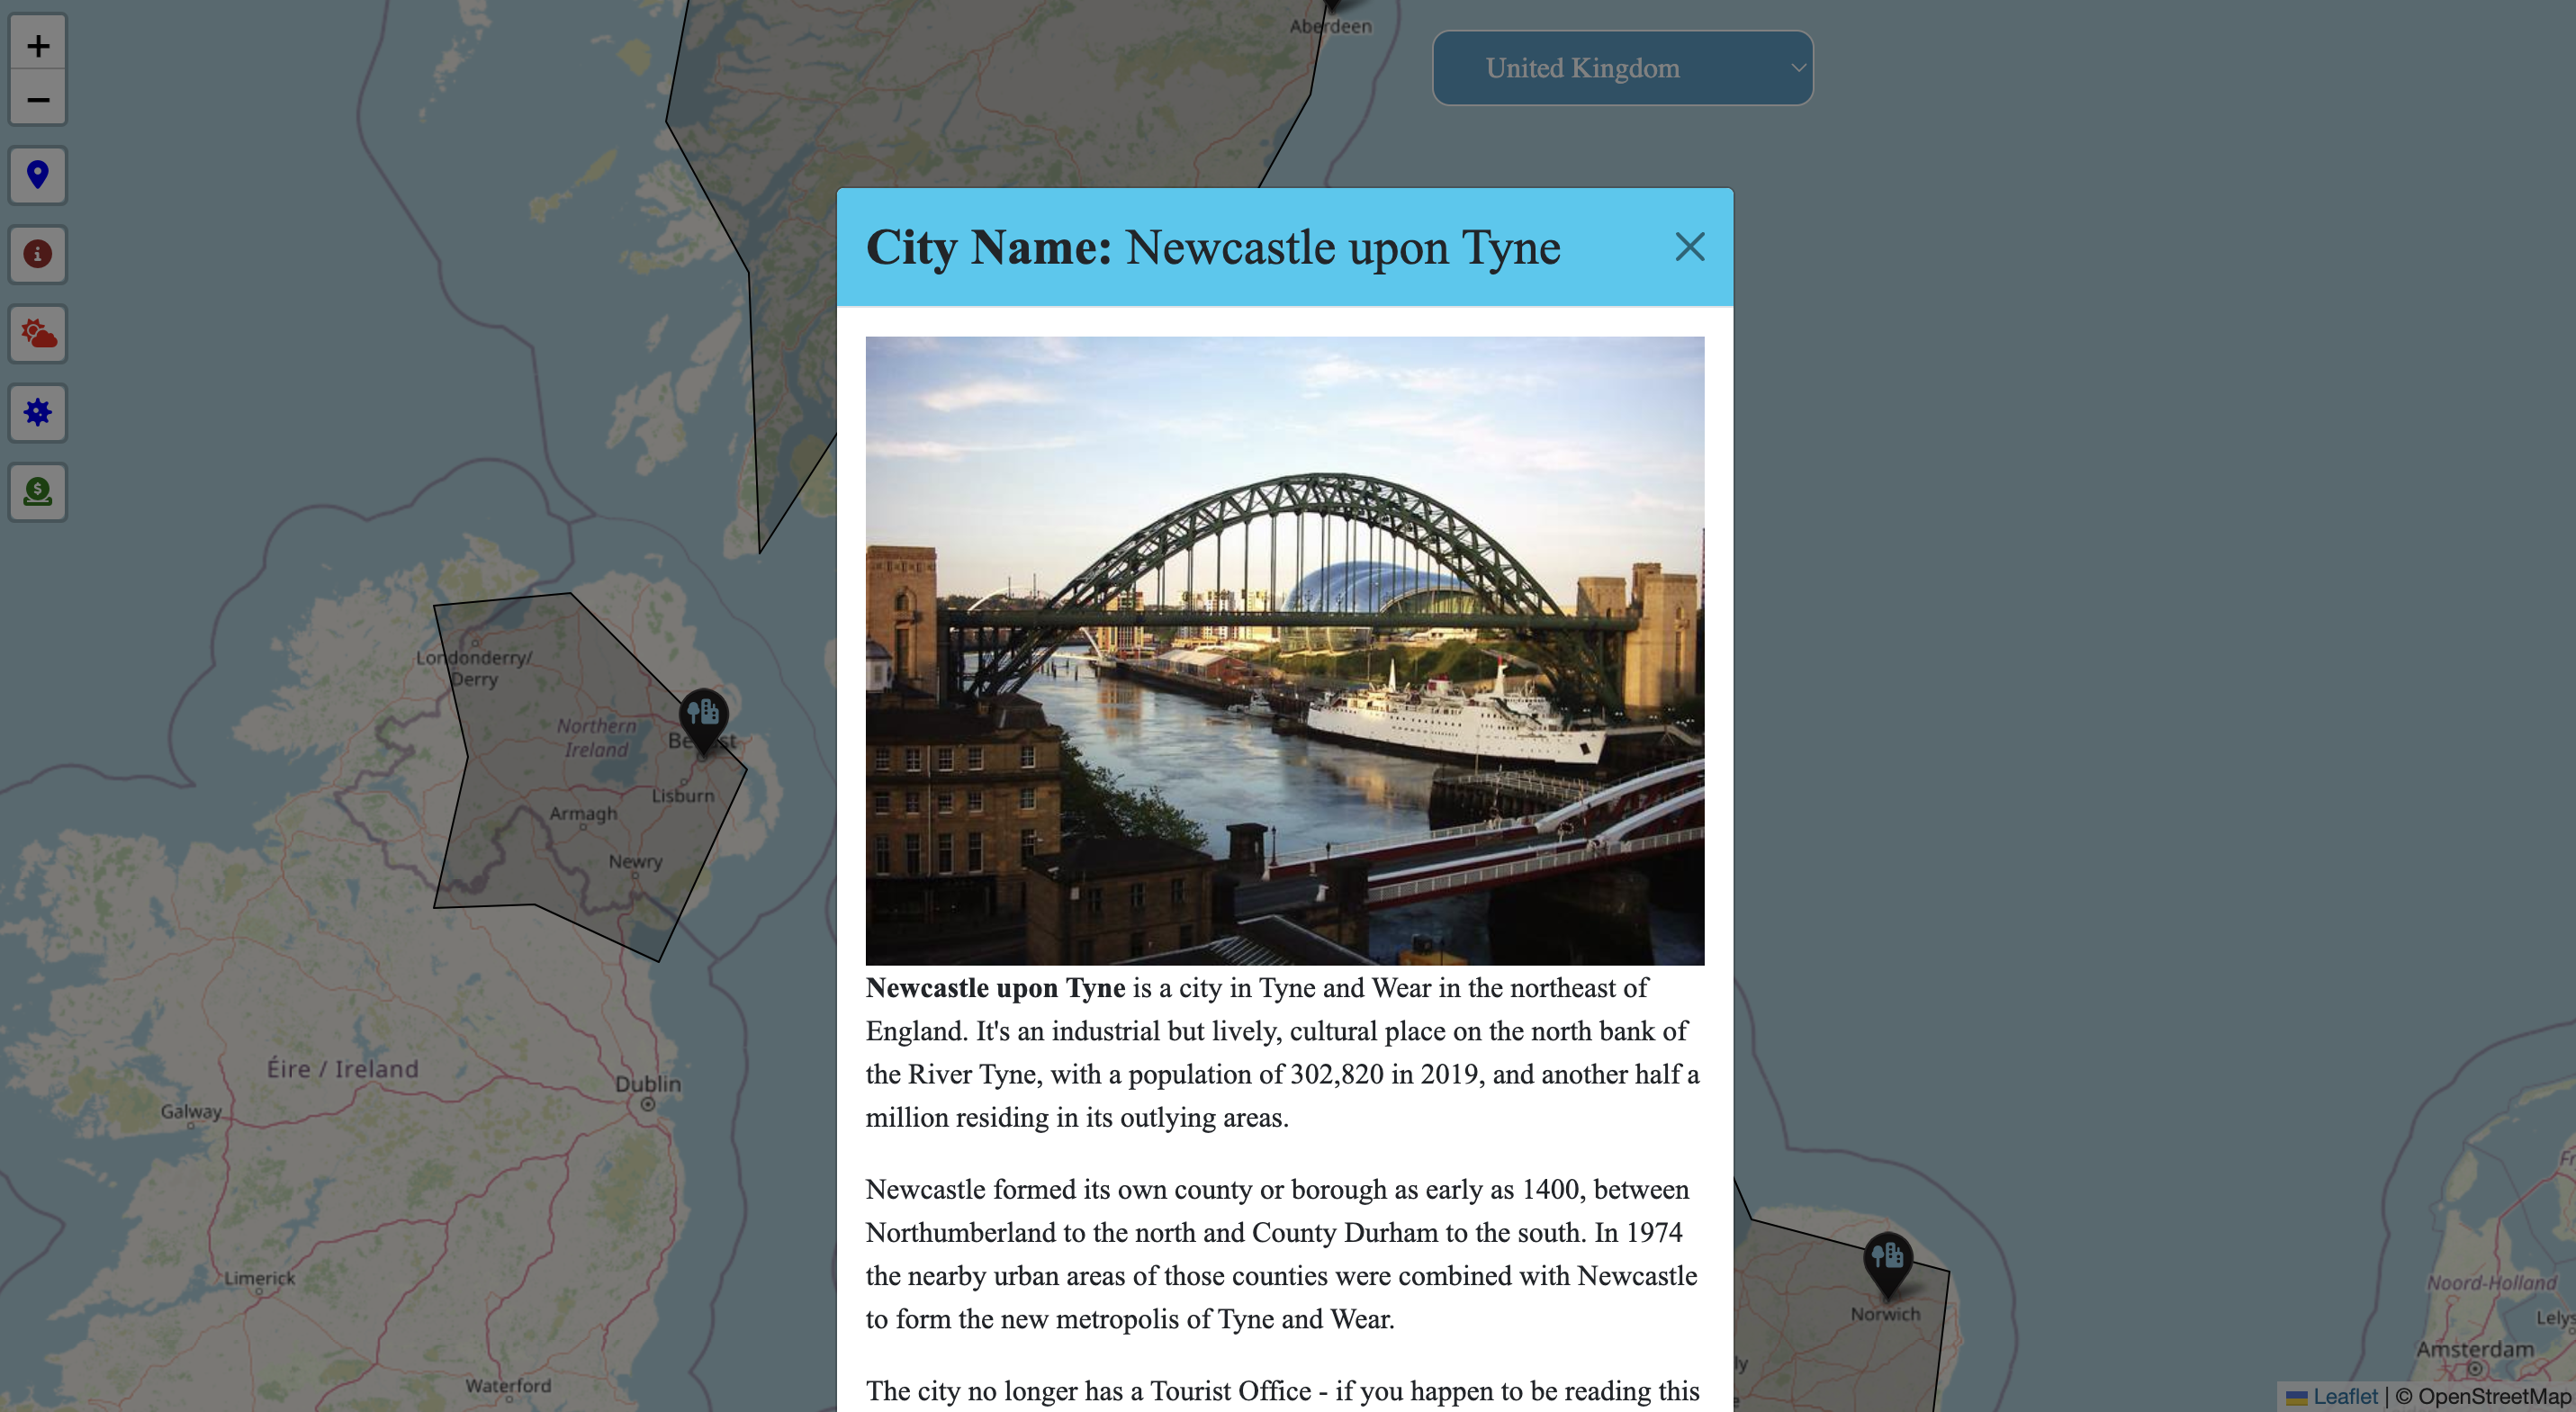 +
−
Aberdeen
United Kingdom
City Name: Newcastle upon Tyne
Newcastle upon Tyne is a city in Tyne and Wear in the northeast of
England. It's an industrial but lively, cultural place on the north bank of
the River Tyne, with a population of 302,820 in 2019, and another half a
million residing in its outlying areas.
Newcastle formed its own county or borough as early as 1400, between
Northumberland to the north and County Durham to the south. In 1974
the nearby urban areas of those counties were combined with Newcastle
to form the new metropolis of Tyne and Wear.
The city no longer has a Tourist Office - if you happen to be reading this
Londonderry/
Derry
Northern
Ireland
Lisburn
Armagh
Newry
Éire / Ireland
Dublin
Galway
Limerick
Waterford
Norwich
Noord-Holland
Amsterdam
Leaflet | © OpenStreetMap